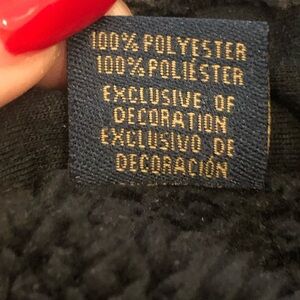 100% POLYESTER
100% POLIÉSTER
EXCLUSIVE OF
DECORATION
EXCLUSIVO DE
DECORACIÓN